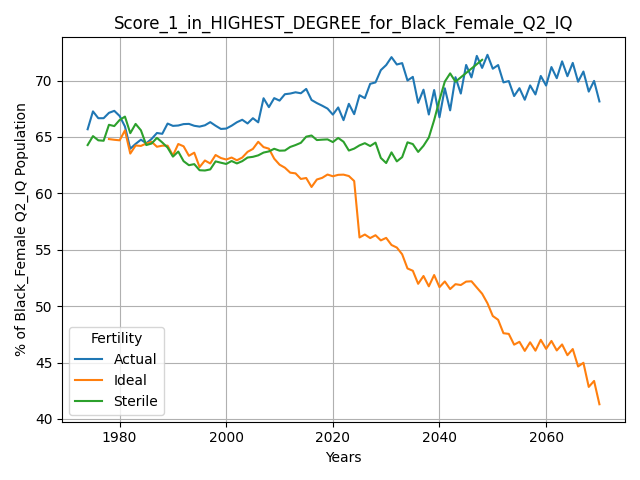 Score_1_in_HIGHEST_DEGREE_for_Black_Female_Q2_IQ
% of Black_Female Q2_IQ Population
70
65
60
55
50
45
40
Fertility
Actual
Ideal
Sterile
1980 2000 2020 2040 2060
Years